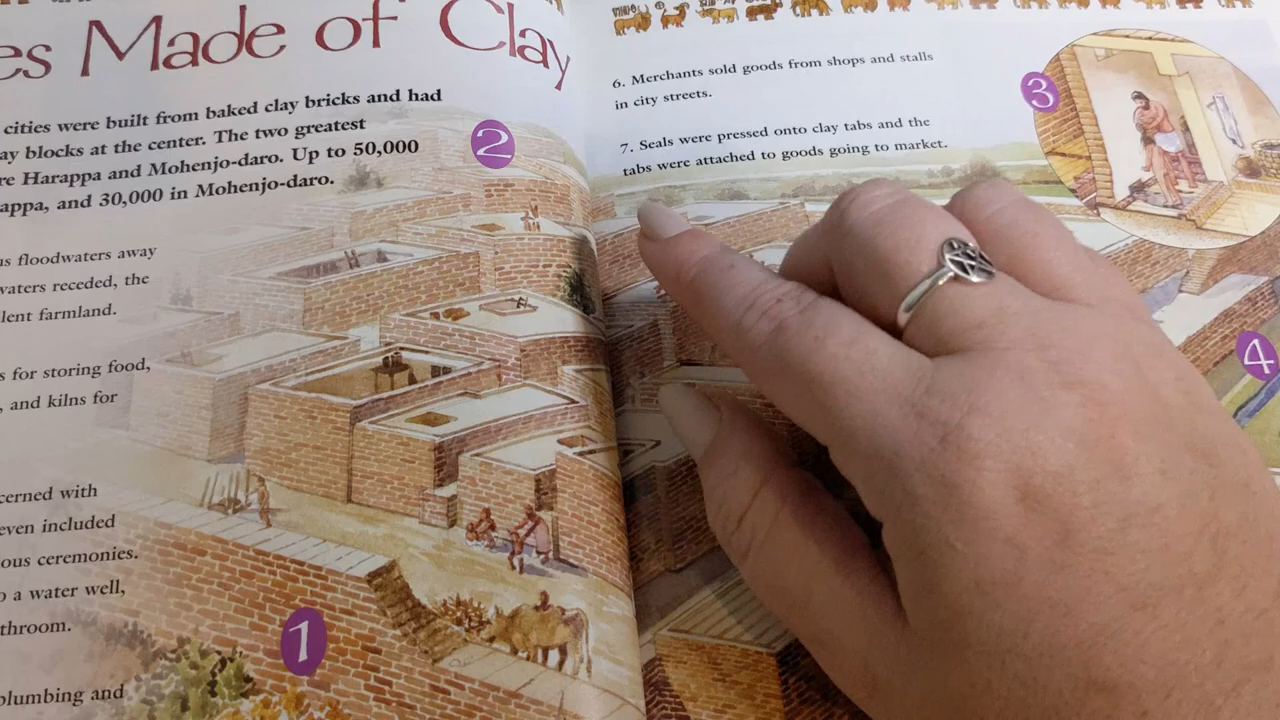 es Made of Clay
cities were built from baked clay bricks and had
ay blocks at the center. The two greatest
re Harappa and Mohenjo-daro. Up to 50,000
appa, and 30,000 in Mohenjo-daro.
as floodwaters away
waters receded, the
lent farmland.
s for storing food,
, and kilns for
cerned with
even included
ous ceremonies.
o a water well,
throom.
plumbing and
1
2
6. Merchants sold goods from shops and stalls
in city streets.
7. Seals were pressed onto clay tabs and the
tabs were attached to goods going to market.
3
4